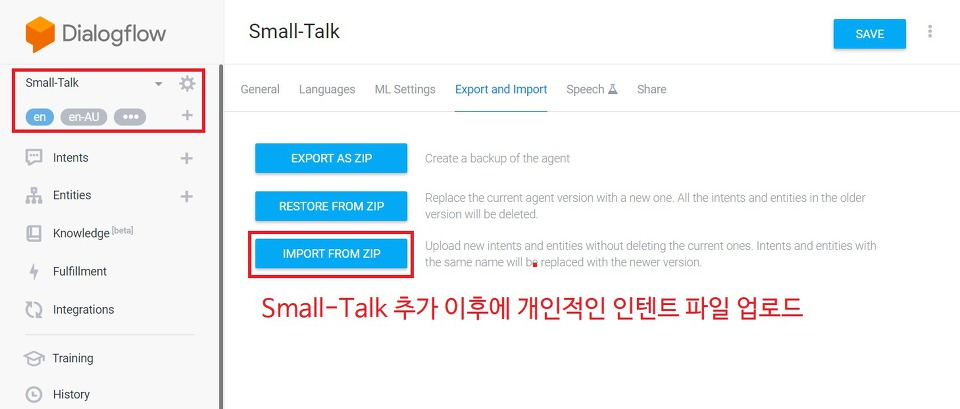 Dialogflow
Small-Talk
en
en-AU
•••
+
Intents
+
Entities
+
Knowledge [beta]
Fulfillment
Integrations
Training
History
Small-Talk
SAVE
General
Languages
ML Settings
Export and Import
Speech
Share
EXPORT AS ZIP
Create a backup of the agent
RESTORE FROM ZIP
Replace the current agent version with a new one. All the intents and entities in the older
version will be deleted.
IMPORT FROM ZIP
Upload new intents and entities without deleting the current ones. Intents and entities with
the same name will be replaced with the newer version.
Small-Talk 추가 이후에 개인적인 인텐트 파일 업로드